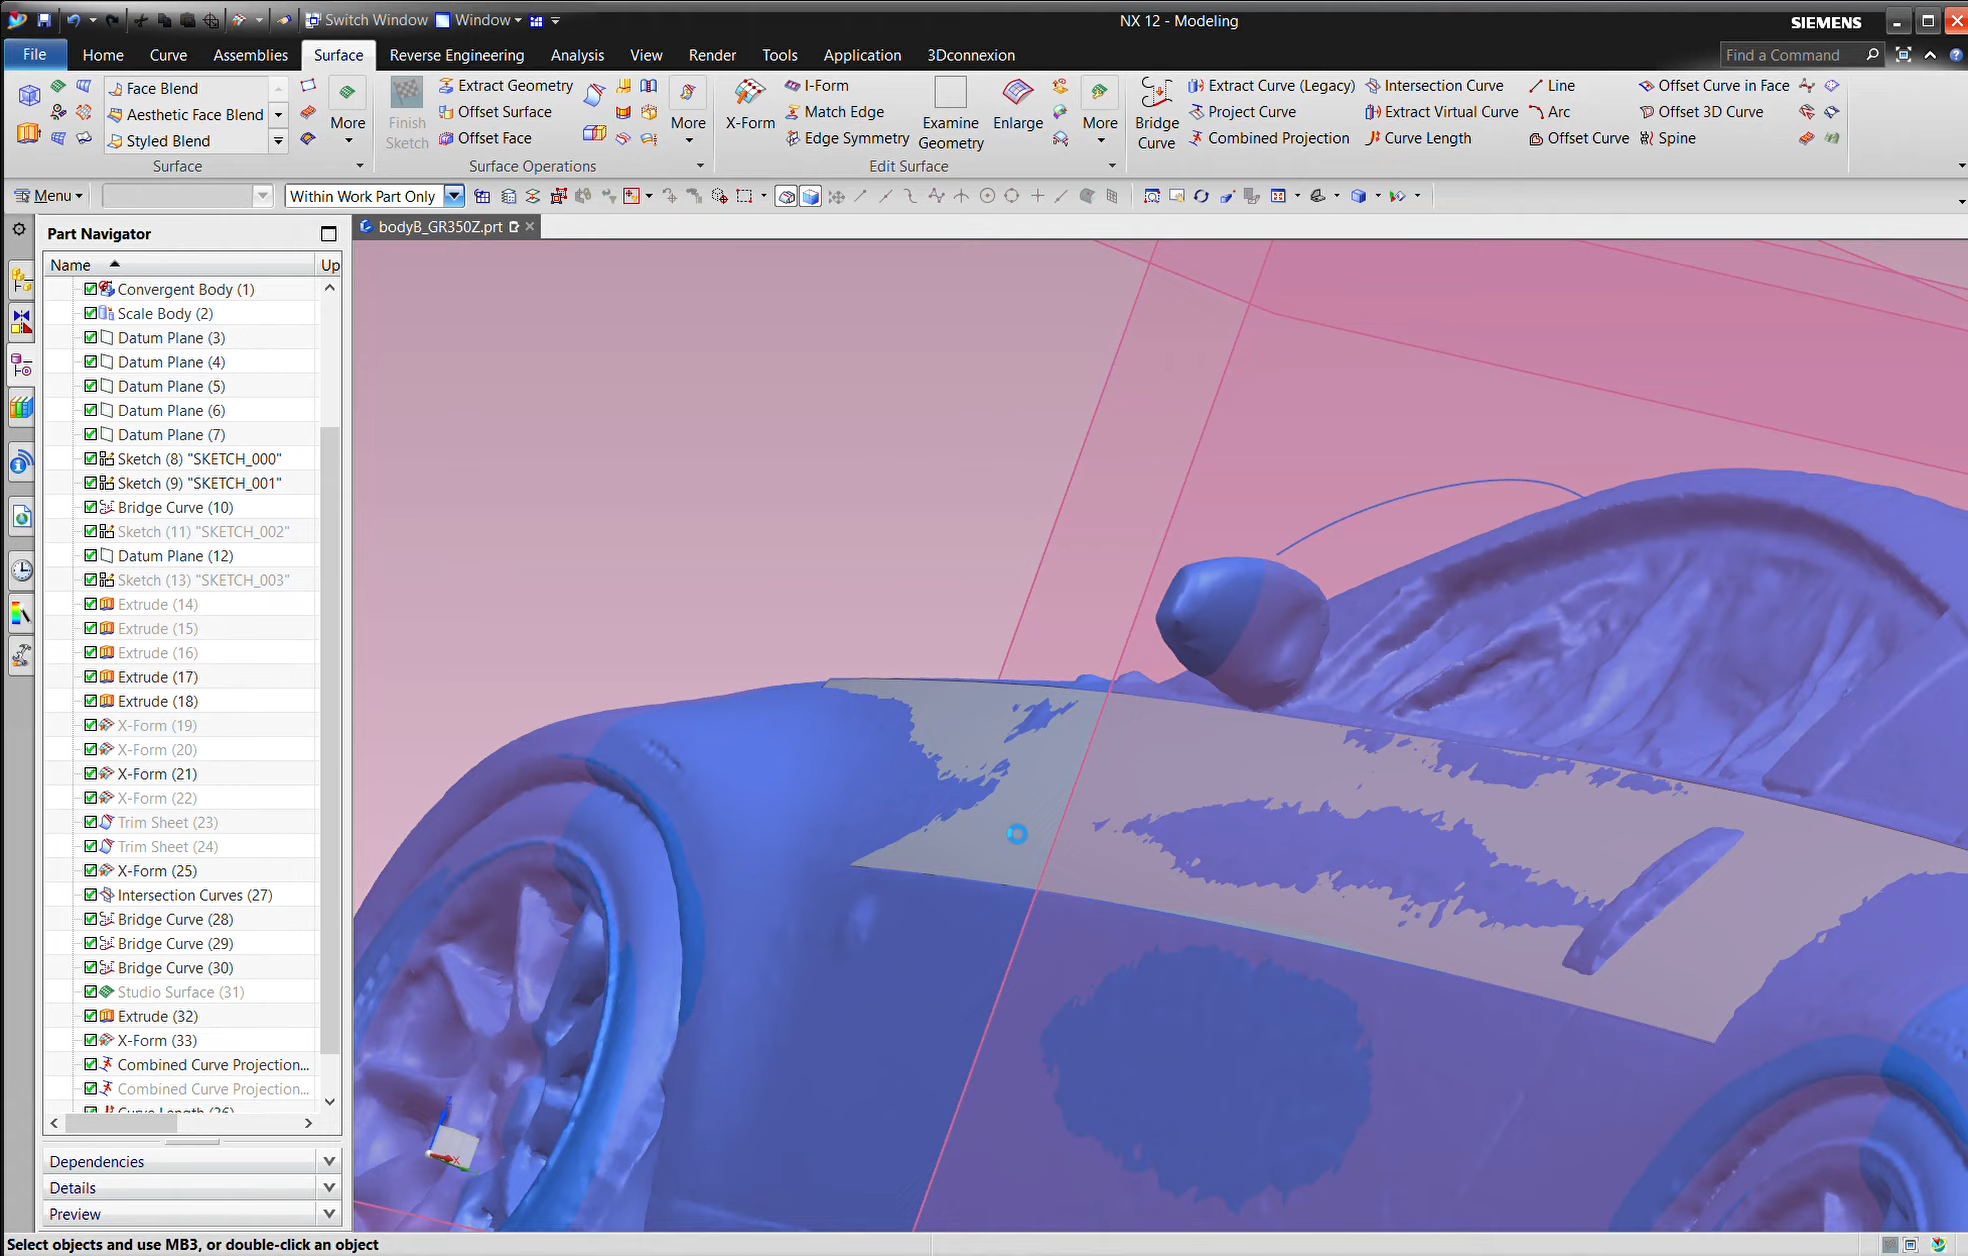 Switch Window Window
NX 12 - Modeling
SIEMENS
File Home Curve Assemblies Surface Reverse Engineering Analysis View Render Tools Application 3Dconnexion
Find a Command
Face Blend
Aesthetic Face Blend
Styled Blend
More
Surface
Finish Sketch
Extract Geometry
Offset Surface
Offset Face
More
Surface Operations
X-Form
I-Form
Match Edge
Edge Symmetry
Examine Geometry
Enlarge
More
Edit Surface
Bridge Curve
Extract Curve (Legacy)
Project Curve
Combined Projection
Intersection Curve
Extract Virtual Curve
Curve Length
Line
Arc
Offset Curve
Offset Curve in Face
Offset 3D Curve
Spine
Menu
Within Work Part Only
Part Navigator
bodyB_GR350Z.prt
Name Up
Convergent Body (1)
Scale Body (2)
Datum Plane (3)
Datum Plane (4)
Datum Plane (5)
Datum Plane (6)
Datum Plane (7)
Sketch (8) "SKETCH_000"
Sketch (9) "SKETCH_001"
Bridge Curve (10)
Sketch (11) "SKETCH_002"
Datum Plane (12)
Sketch (13) "SKETCH_003"
Extrude (14)
Extrude (15)
Extrude (16)
Extrude (17)
Extrude (18)
X-Form (19)
X-Form (20)
X-Form (21)
X-Form (22)
Trim Sheet (23)
Trim Sheet (24)
X-Form (25)
Intersection Curves (27)
Bridge Curve (28)
Bridge Curve (29)
Bridge Curve (30)
Studio Surface (31)
Extrude (32)
X-Form (33)
Combined Curve Projection...
Combined Curve Projection...
Curve Length (36)
Dependencies
Details
Preview
Select objects and use MB3, or double-click an object